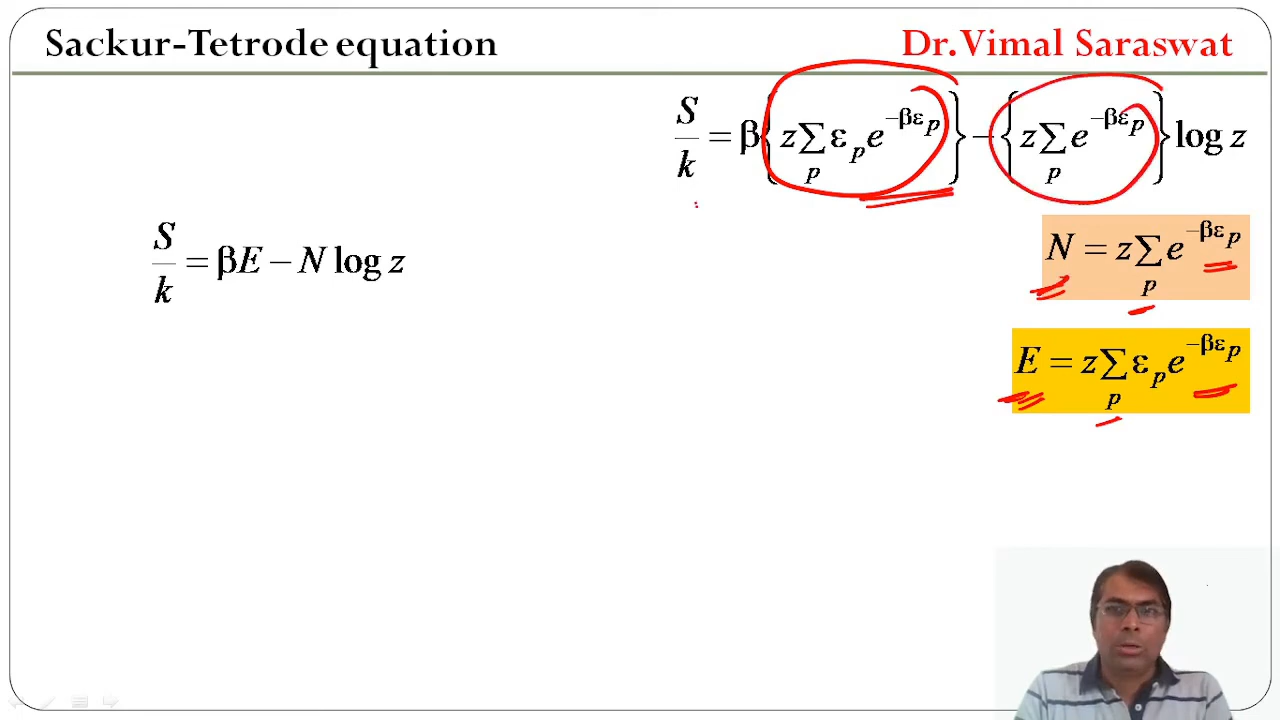 Sackur-Tetrode equation
Dr.Vimal Saraswat
S/k = β{z∑_p ε_p e^{-βε_p}} − {z∑_p e^{-βε_p}} log z
S/k = βE − N log z
N = z∑_p e^{-βε_p}
E = z∑_p ε_p e^{-βε_p}